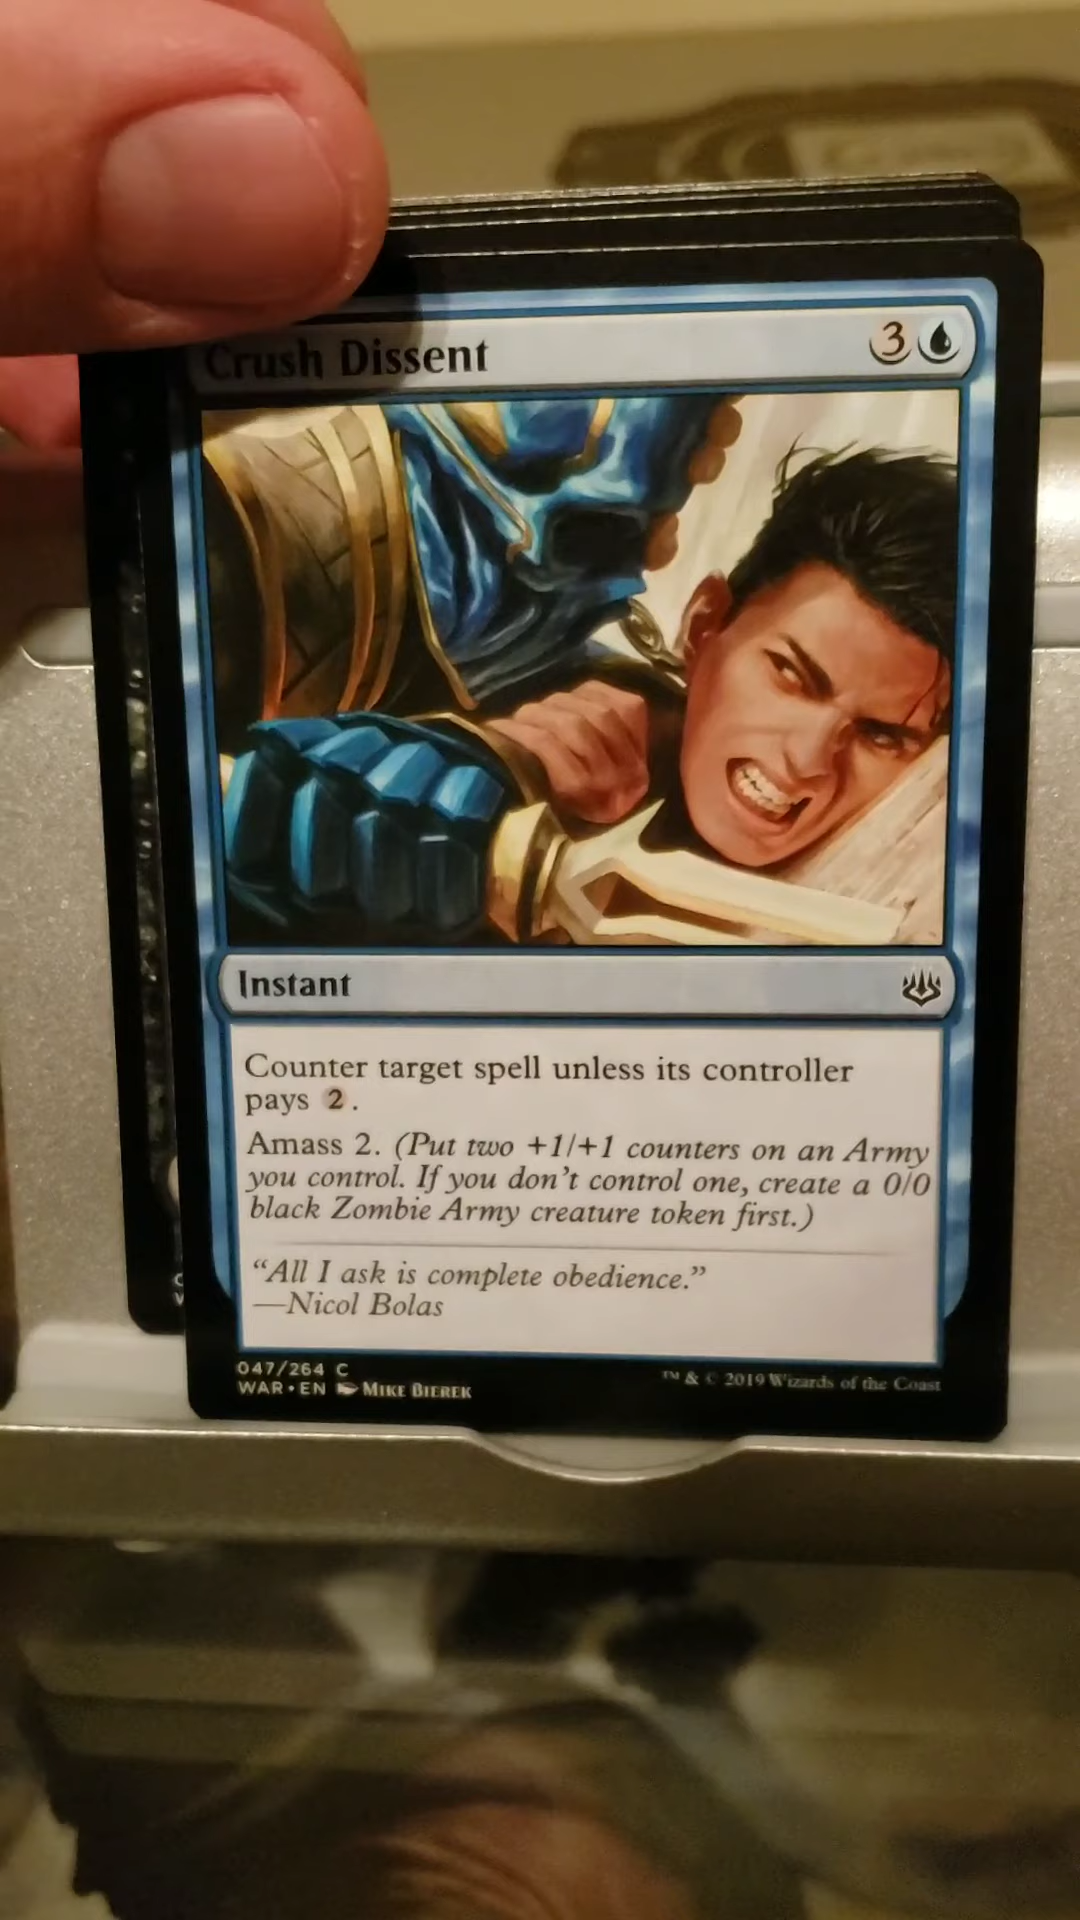 Crush Dissent 3
Instant
Counter target spell unless its controller
pays 2.
Amass 2. (Put two +1/+1 counters on an Army
you control. If you don't control one, create a 0/0
black Zombie Army creature token first.)
“All I ask is complete obedience.”
—Nicol Bolas
047/264 C
WAR • EN MIKE BIEREK
™ & © 2019 Wizards of the Coast